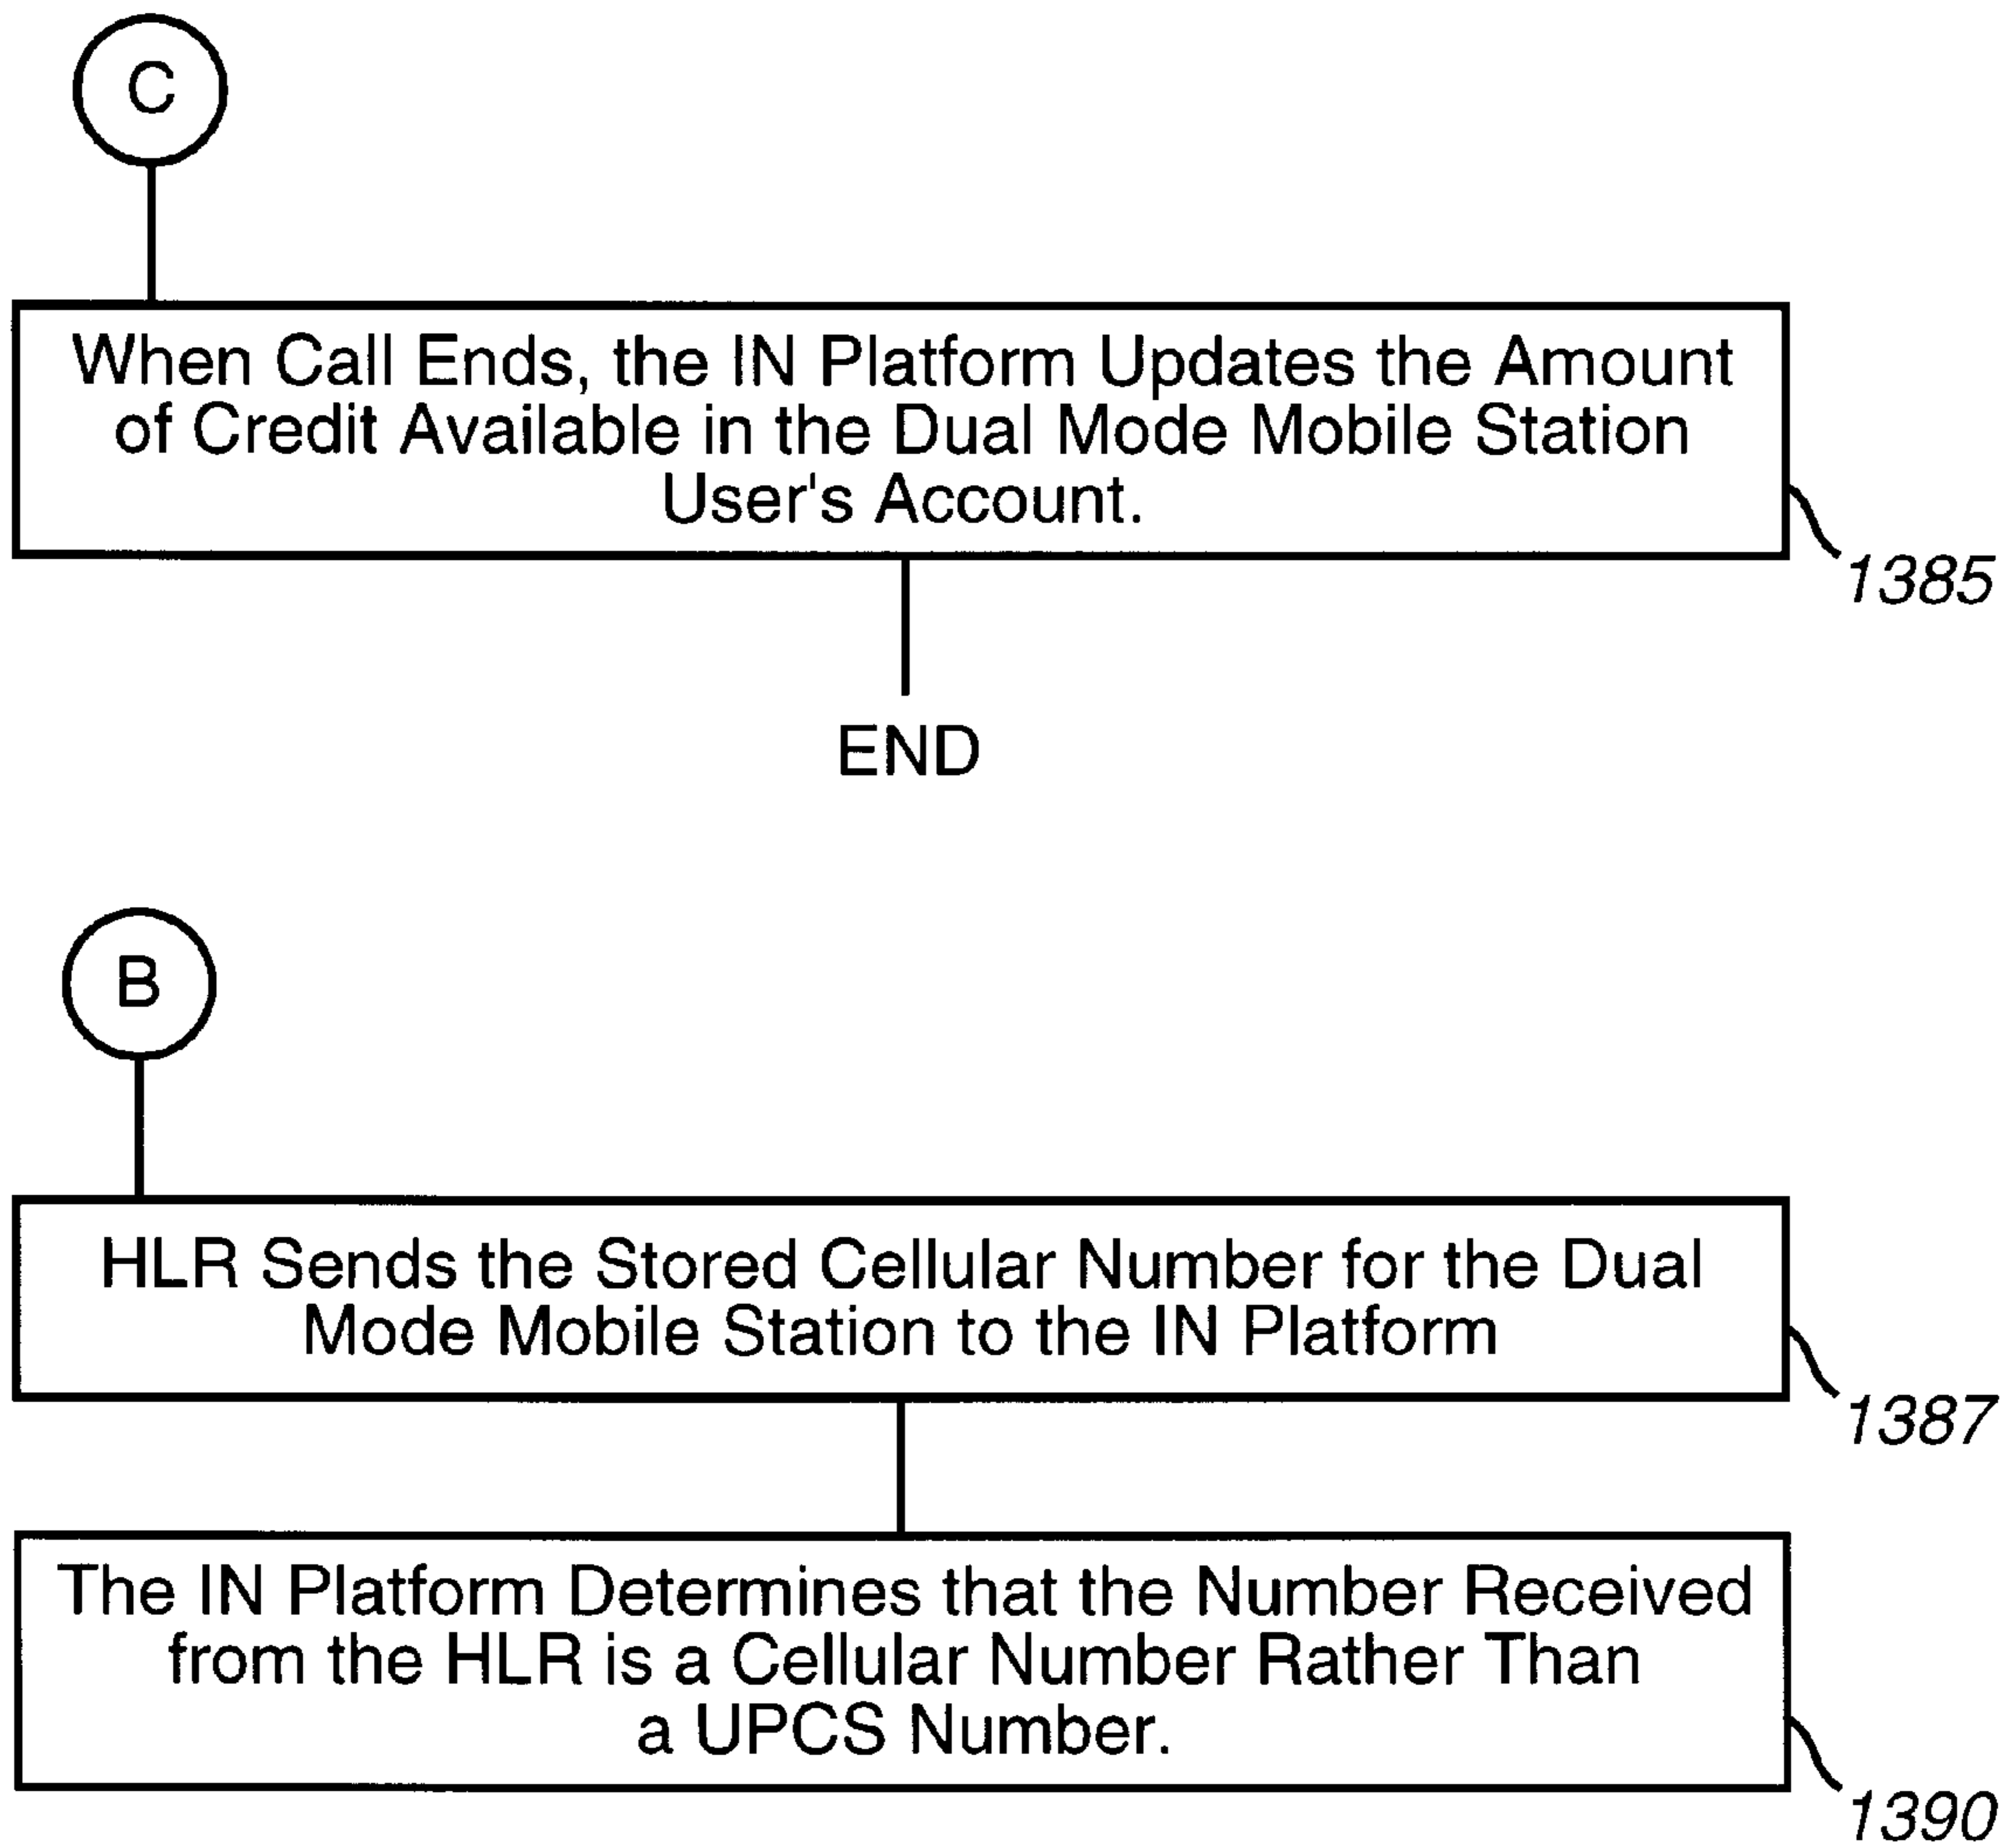 C
When Call Ends, the IN Platform Updates the Amount
of Credit Available in the Dual Mode Mobile Station
User's Account.
1385
END
B
HLR Sends the Stored Cellular Number for the Dual
Mode Mobile Station to the IN Platform
1387
The IN Platform Determines that the Number Received
from the HLR is a Cellular Number Rather Than
a UPCS Number.
1390